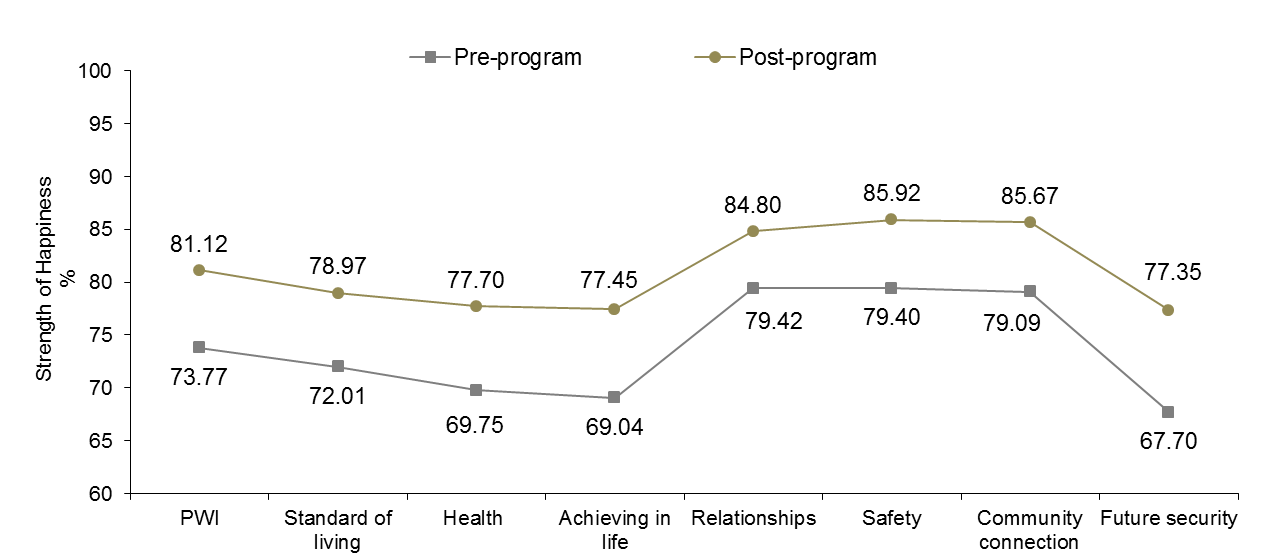 Pre-program
Post-program
Strength of Happiness
%
100
95
90
85
80
75
70
65
60
81.12
78.97
77.70
77.45
84.80
85.92
85.67
77.35
73.77
72.01
69.75
69.04
79.42
79.40
79.09
67.70
PWI
Standard of
living
Health
Achieving in
life
Relationships
Safety
Community
connection
Future security